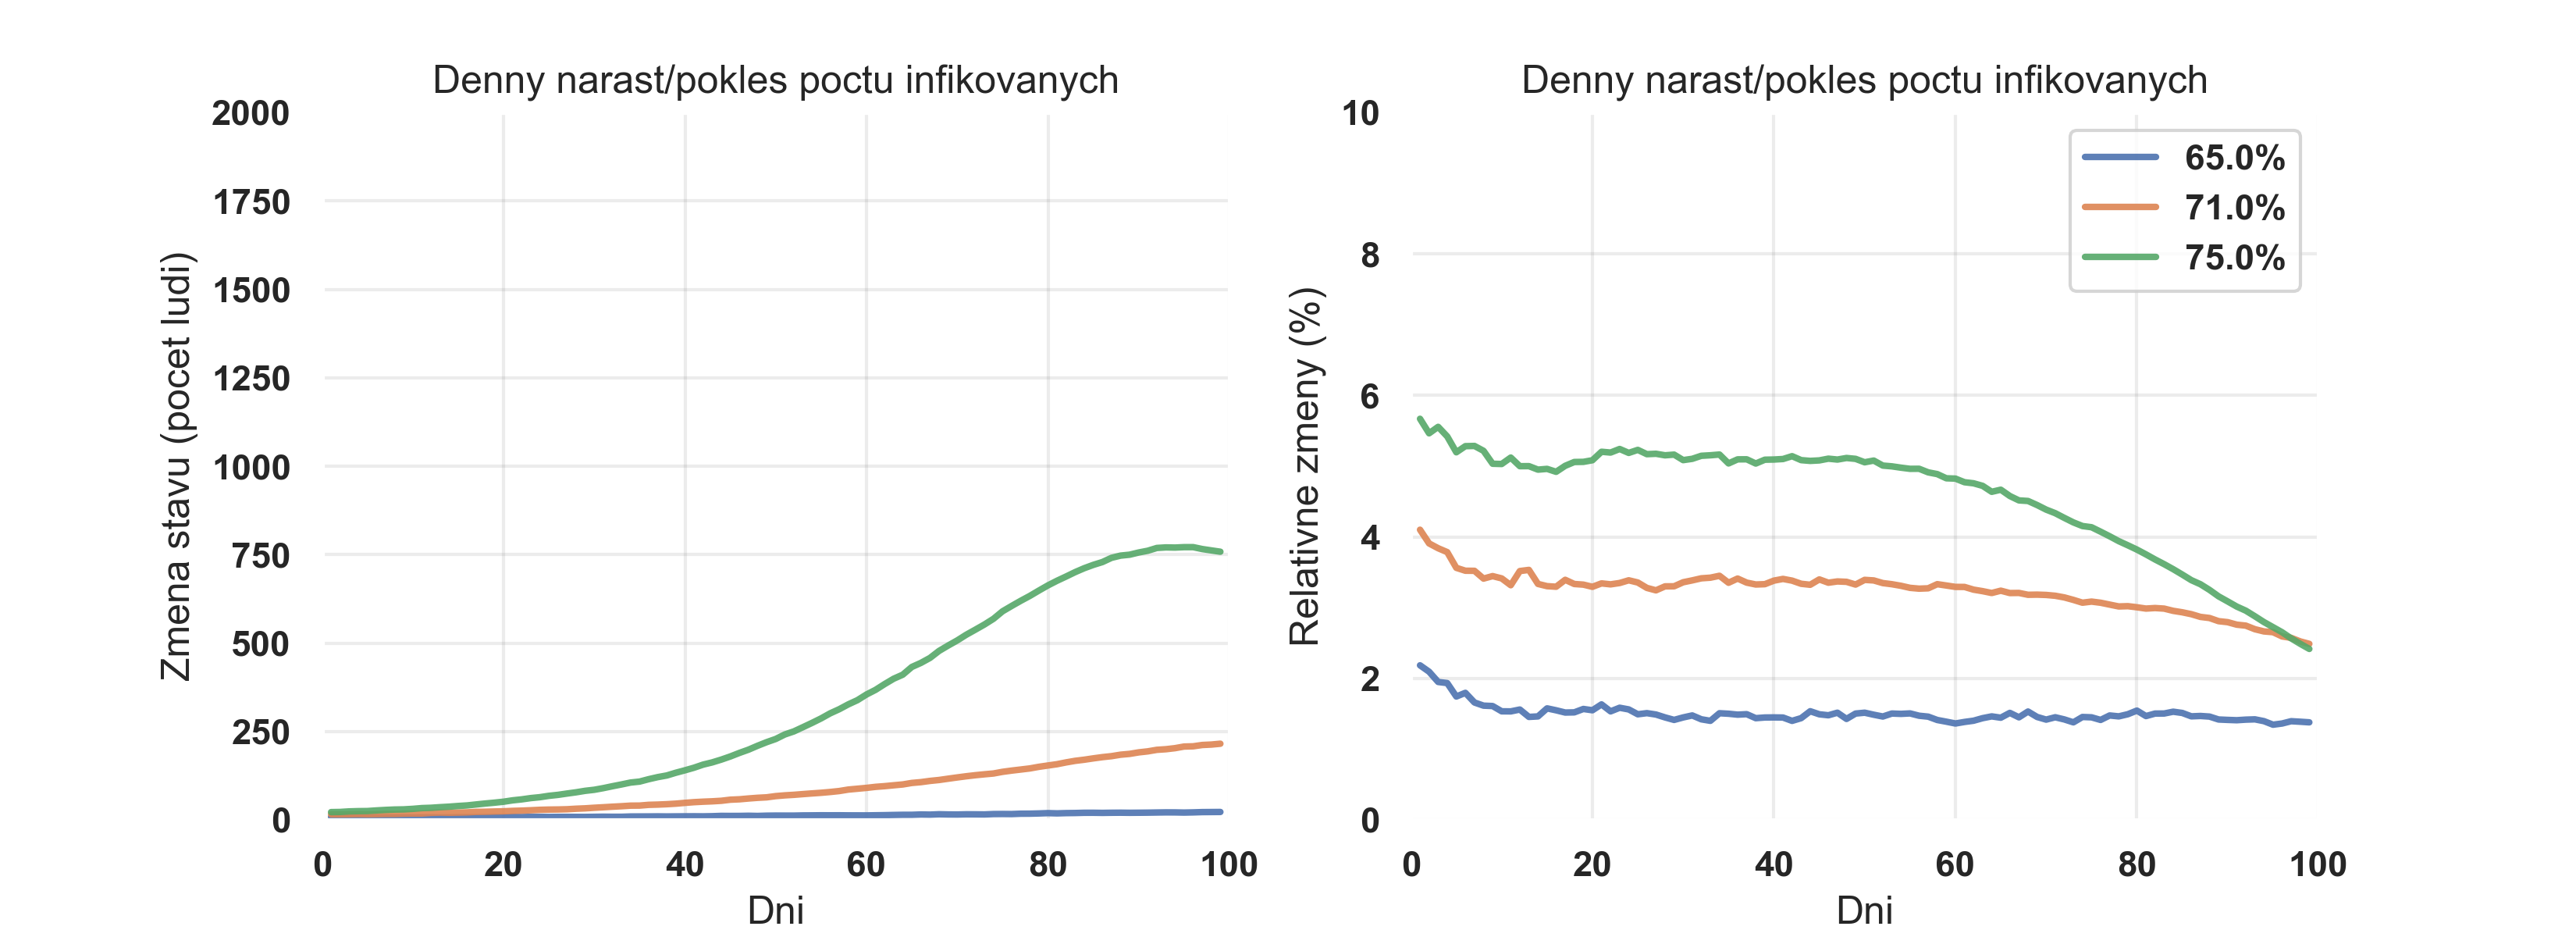 Denny narast/pokles poctu infikovanych
2000
1750
1500
1250
1000
750
500
250
0
Zmena stavu (pocet ludi)
0 20 40 60 80 100
Dni
Denny narast/pokles poctu infikovanych
10
8
6
4
2
0
Relativne zmeny (%)
65.0%
71.0%
75.0%
0 20 40 60 80 100
Dni